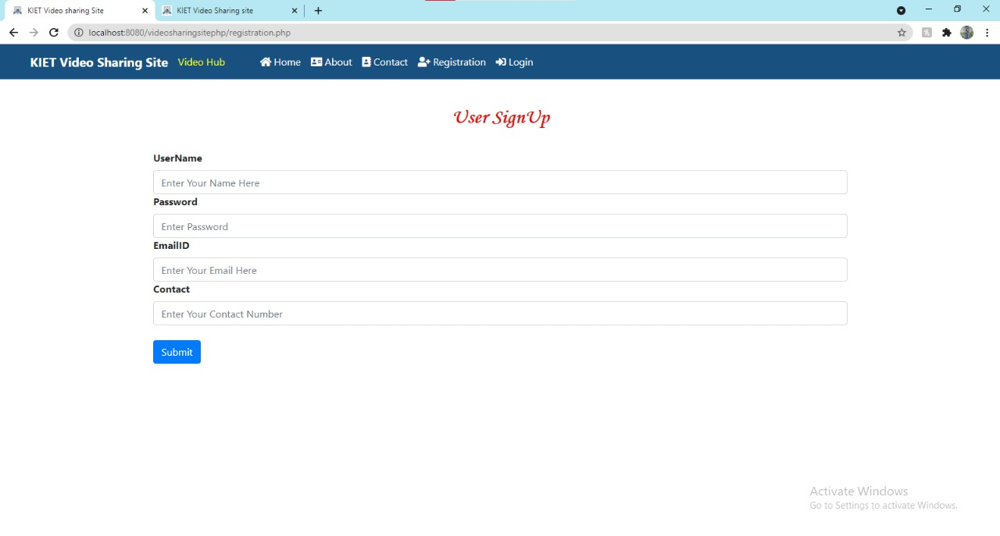 KIET Video sharing Site
KIET Video Sharing site
localhost:8080/videosharingsitephp/registration.php
KIET Video Sharing Site Video Hub Home About Contact Registration Login
User SignUp
UserName
Enter Your Name Here
Password
Enter Password
EmailID
Enter Your Email Here
Contact
Enter Your Contact Number
Submit
Activate Windows
Go to Settings to activate Windows.